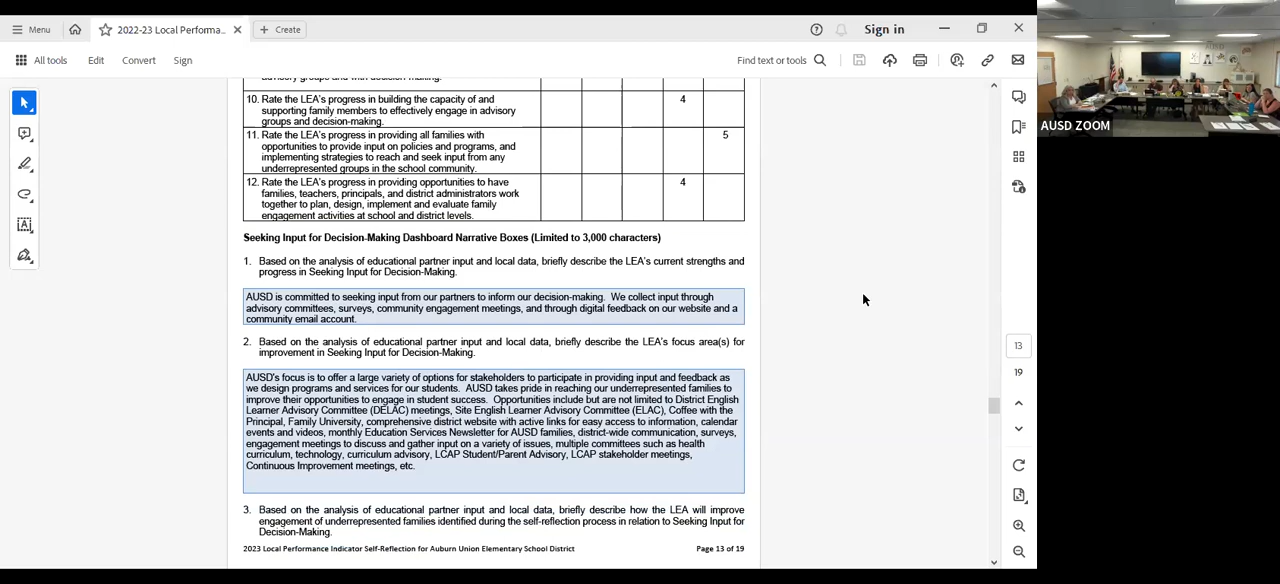 Menu
2022-23 Local Performa...
Create
Sign in
All tools
Edit
Convert
Sign
Find text or tools
AUSD ZOOM
advisory groups and with decision-making.
10. Rate the LEA's progress in building the capacity of and
supporting family members to effectively engage in advisory
groups and decision-making.
4
11. Rate the LEA's progress in providing all families with
opportunities to provide input on policies and programs, and
implementing strategies to reach and seek input from any
underrepresented groups in the school community.
5
12. Rate the LEA's progress in providing opportunities to have
families, teachers, principals, and district administrators work
together to plan, design, implement and evaluate family
engagement activities at school and district levels.
4
Seeking Input for Decision-Making Dashboard Narrative Boxes (Limited to 3,000 characters)
1. Based on the analysis of educational partner input and local data, briefly describe the LEA's current strengths and
progress in Seeking Input for Decision-Making.
AUSD is committed to seeking input from our partners to inform our decision-making. We collect input through
advisory committees, surveys, community engagement meetings, and through digital feedback on our website and a
community email account.
2. Based on the analysis of educational partner input and local data, briefly describe the LEA's focus area(s) for
improvement in Seeking Input for Decision-Making.
AUSD's focus is to offer a large variety of options for stakeholders to participate in providing input and feedback as
we design programs and services for our students. AUSD takes pride in reaching our underrepresented families to
improve their opportunities to engage in student success. Opportunities include but are not limited to District English
Learner Advisory Committee (DELAC) meetings, Site English Learner Advisory Committee (ELAC), Coffee with the
Principal, Family University, comprehensive district website with active links for easy access to information, calendar
events and videos, monthly Education Services Newsletter for AUSD families, district-wide communication, surveys,
engagement meetings to discuss and gather input on a variety of issues, multiple committees such as health
curriculum, technology, curriculum advisory, LCAP Student/Parent Advisory, LCAP stakeholder meetings,
Continuous Improvement meetings, etc.
3. Based on the analysis of educational partner input and local data, briefly describe how the LEA will improve
engagement of underrepresented families identified during the self-reflection process in relation to Seeking Input for
Decision-Making.
2023 Local Performance Indicator Self-Reflection for Auburn Union Elementary School District
Page 13 of 19
13
19